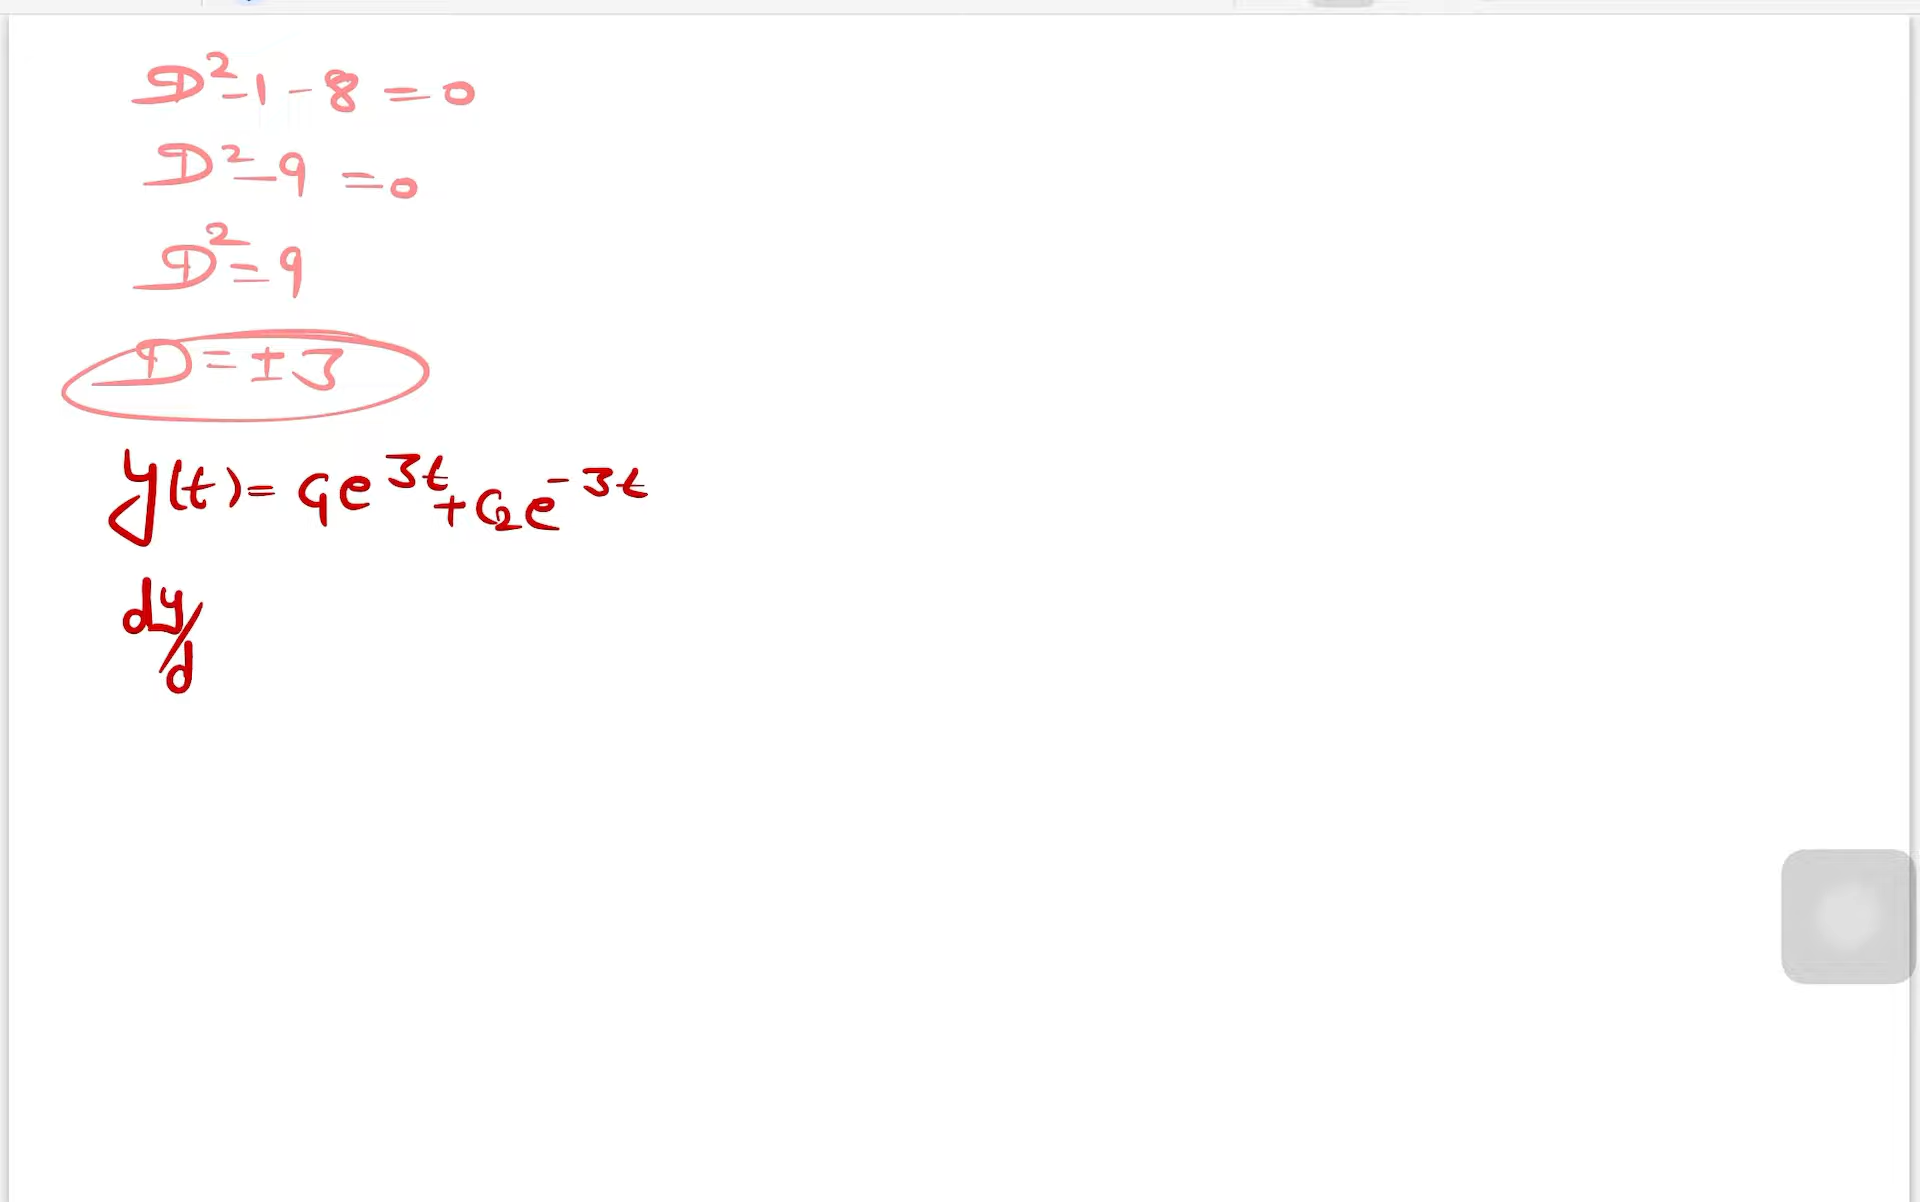 D²-1-8=0
D²-9=0
D²=9
D=±3
y(t)=C₁e^{3t}+C₂e^{-3t}
dy/d